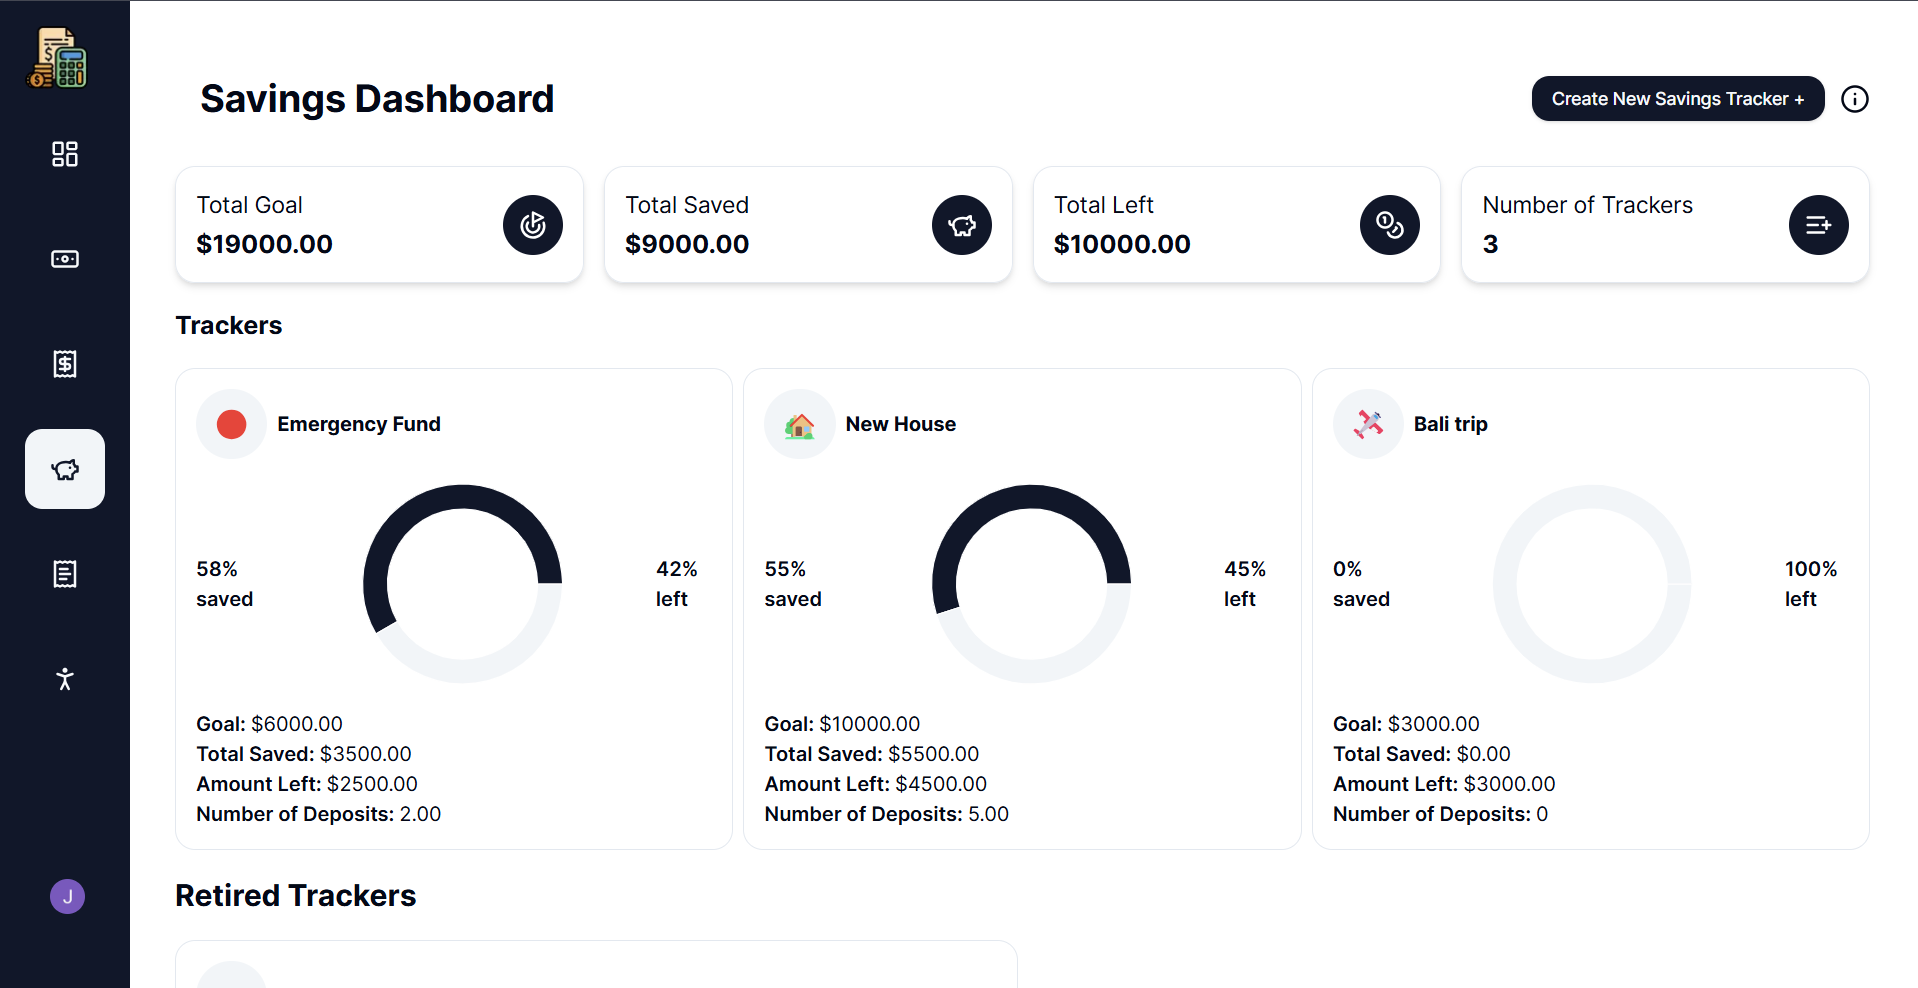 Savings Dashboard
Create New Savings Tracker +
Total Goal
$19000.00
Total Saved
$9000.00
Total Left
$10000.00
Number of Trackers
3
Trackers
Emergency Fund
58%
saved
42%
left
Goal: $6000.00
Total Saved: $3500.00
Amount Left: $2500.00
Number of Deposits: 2.00
New House
55%
saved
45%
left
Goal: $10000.00
Total Saved: $5500.00
Amount Left: $4500.00
Number of Deposits: 5.00
Bali trip
0%
saved
100%
left
Goal: $3000.00
Total Saved: $0.00
Amount Left: $3000.00
Number of Deposits: 0
Retired Trackers
J